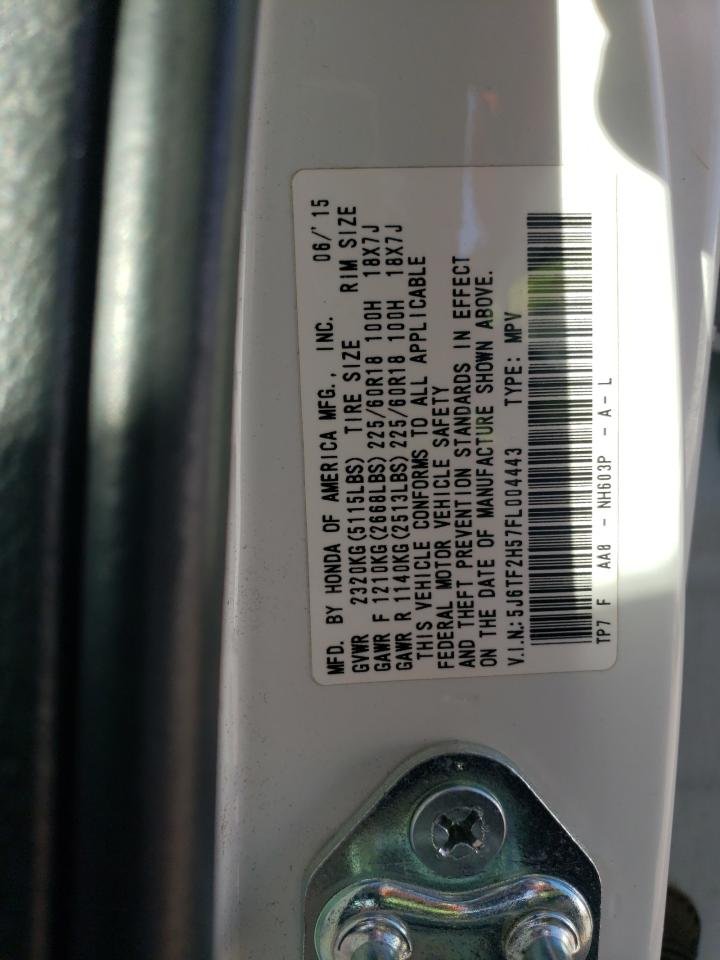 MFD. BY HONDA OF AMERICA MFG., INC. 06/'15
GVWR 2320KG(5115LBS) TIRE SIZE RIM SIZE
GAWR F 1210KG(2668LBS) 225/60R18 100H 18X7J
GAWR R 1140KG(2513LBS) 225/60R18 100H 18X7J
THIS VEHICLE CONFORMS TO ALL APPLICABLE
FEDERAL MOTOR VEHICLE SAFETY
AND THEFT PREVENTION STANDARDS IN EFFECT
ON THE DATE OF MANUFACTURE SHOWN ABOVE.
V.I.N.: 5J6TF2H57FL004443 TYPE: MPV
TP7 F AA8 - NH603P - A - L